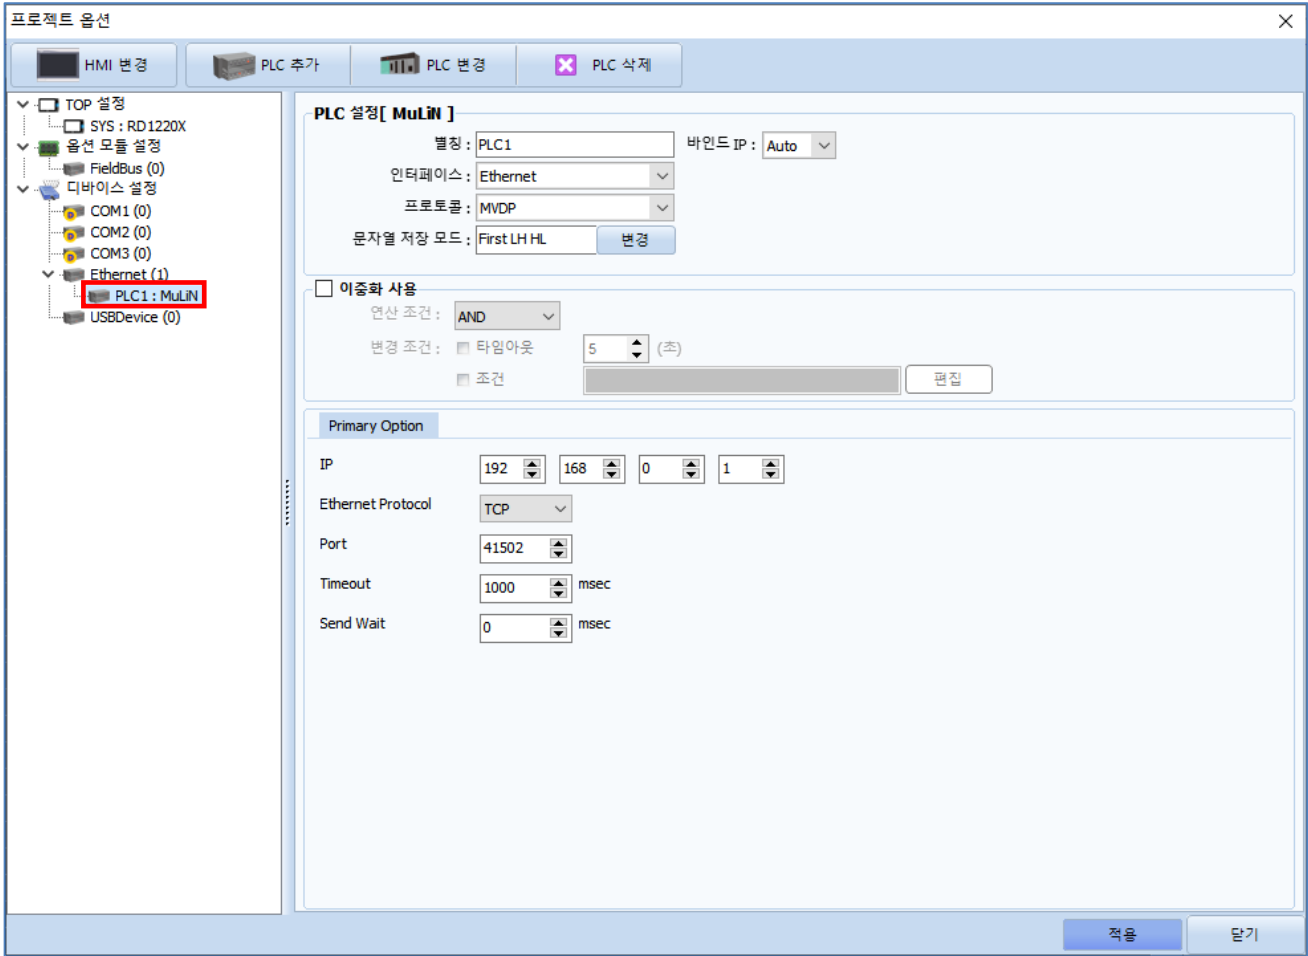 프로젝트 옵션
HMI 변경
PLC 추가
PLC 변경
PLC 삭제
TOP 설정
SYS : RD1220X
옵션 모듈 설정
FieldBus (0)
디바이스 설정
COM1 (0)
COM2 (0)
COM3 (0)
Ethernet (1)
PLC1 : MuLiN
USBDevice (0)
PLC 설정[ MuLiN ]
별칭 : PLC1
바인드 IP : Auto
인터페이스 : Ethernet
프로토콜 : MVDP
문자열 저장 모드 : First LH HL 변경
이중화 사용
연산 조건 : AND
변경 조건 : 타임아웃 5 (초)
조건 편집
Primary Option
IP 192 168 0 1
Ethernet Protocol TCP
Port 41502
Timeout 1000 msec
Send Wait 0 msec
적용 닫기